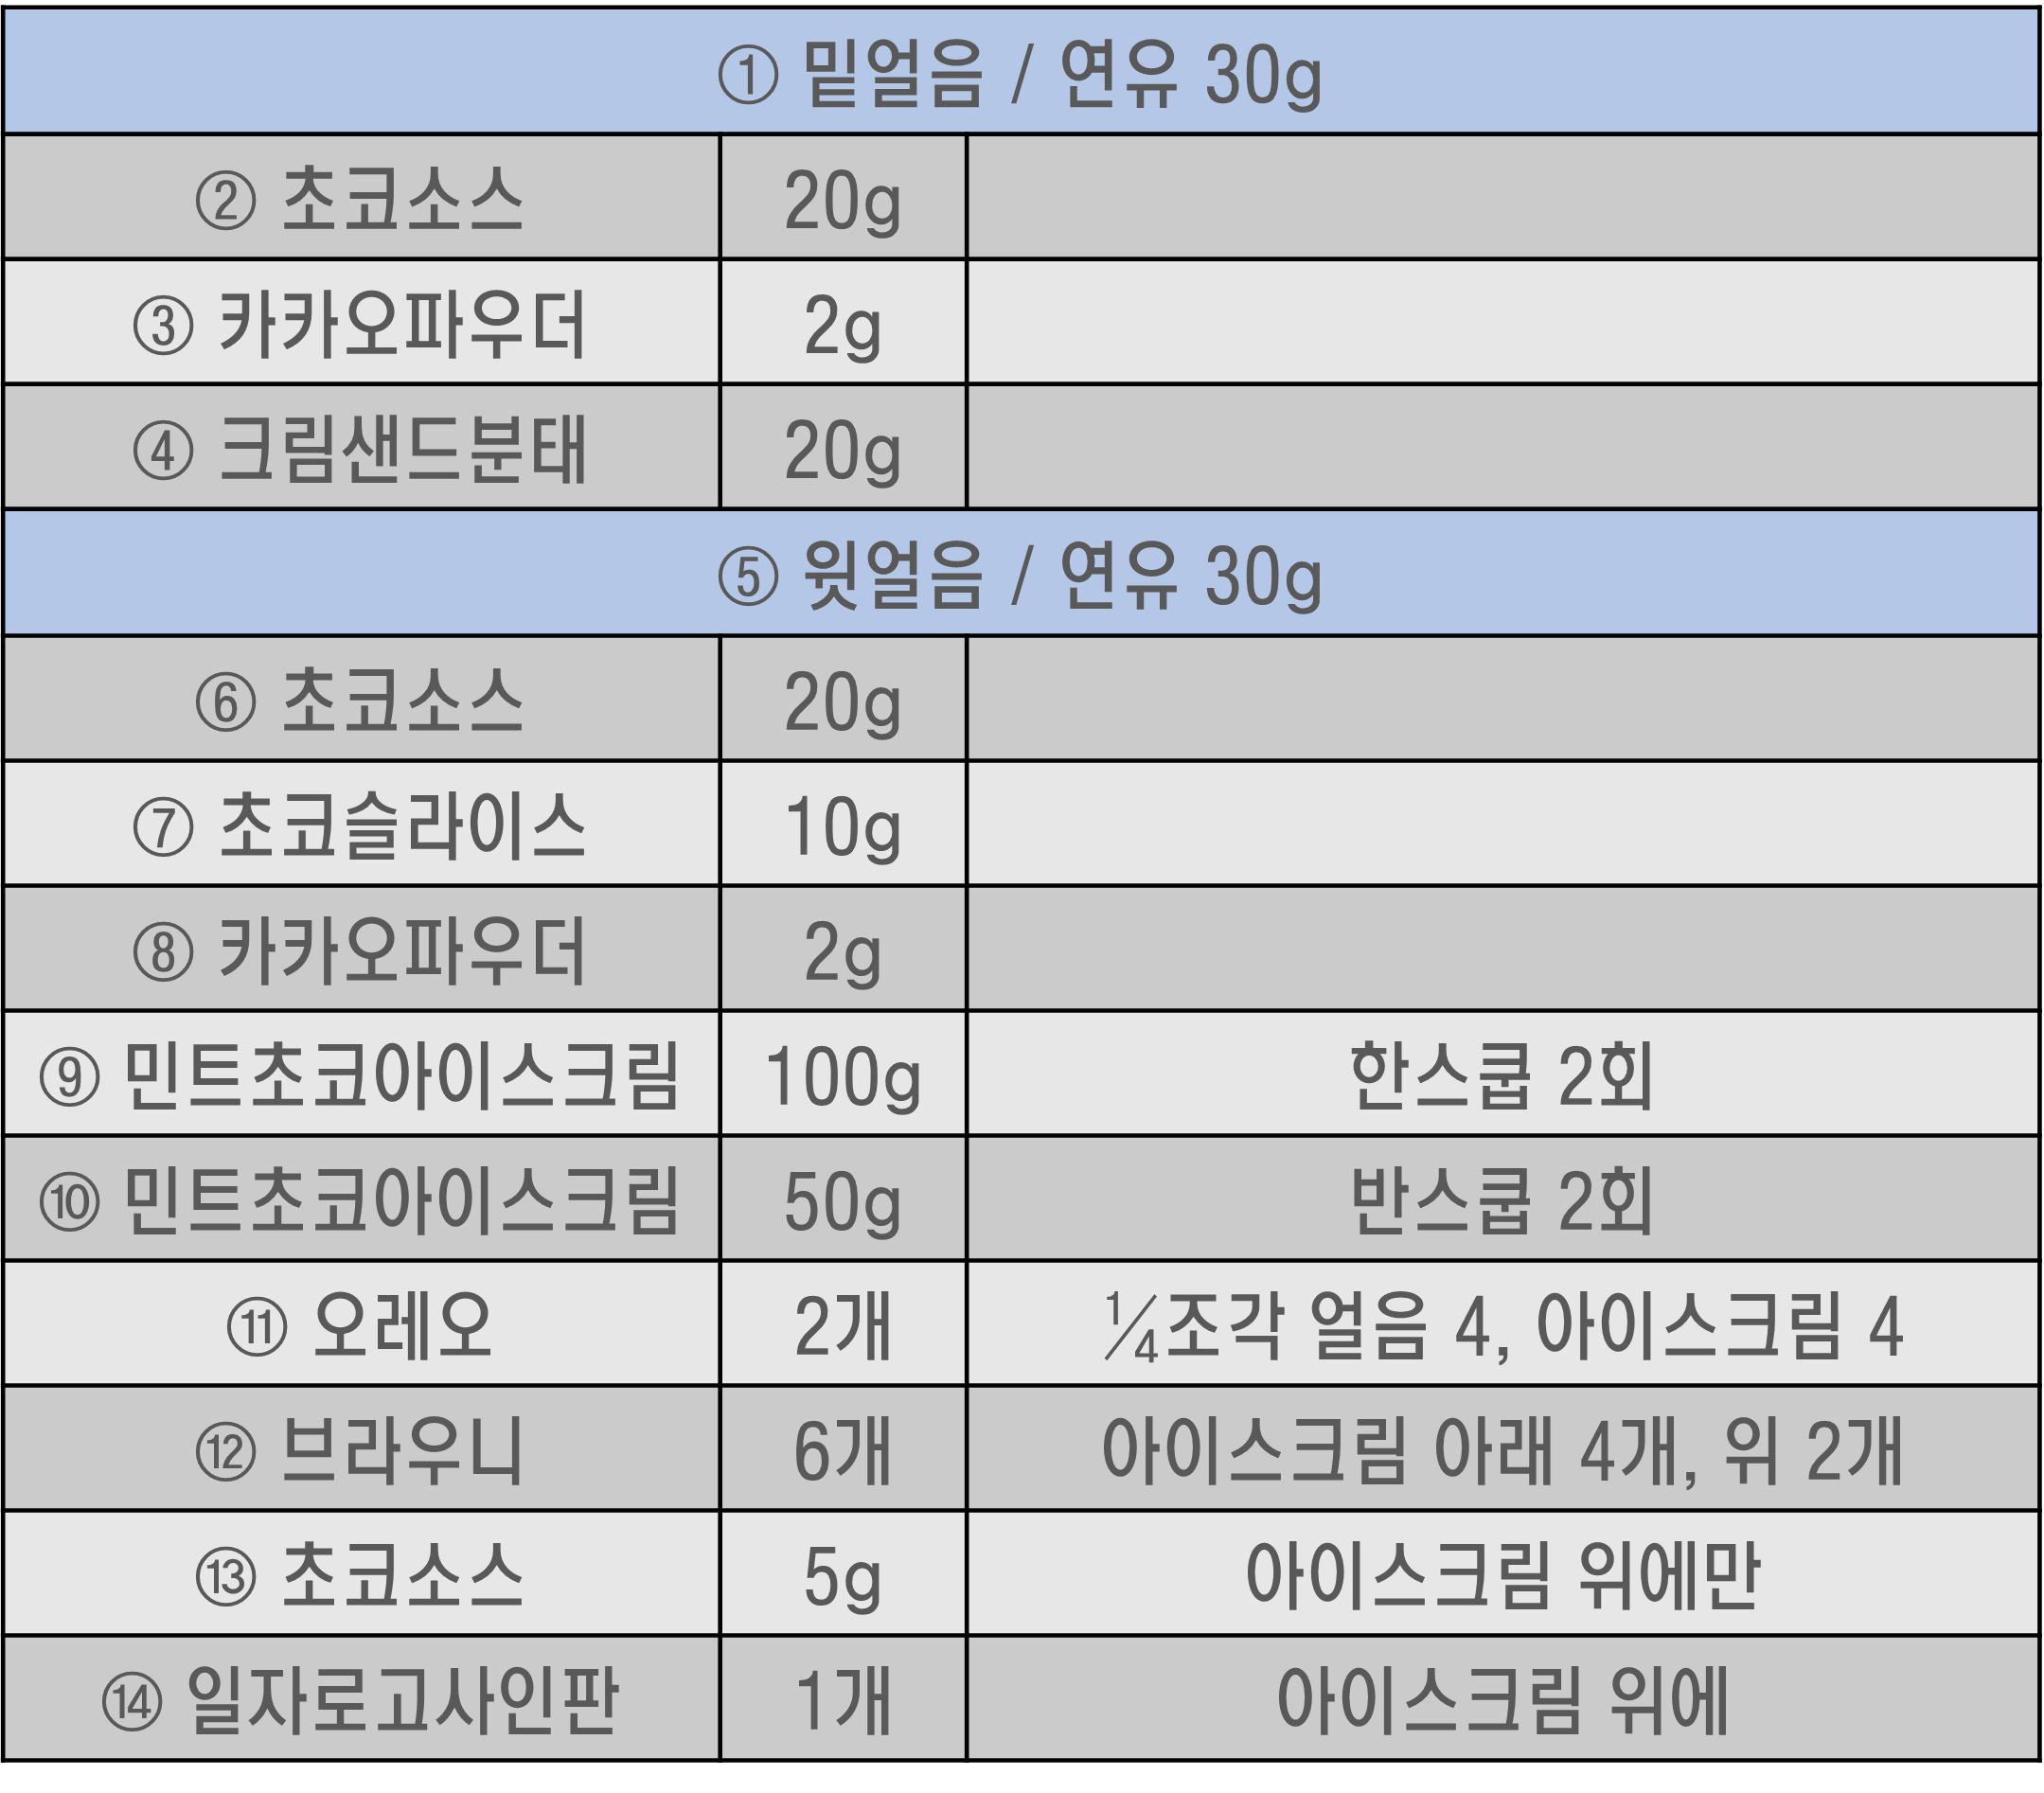 ① 밑얼음 / 연유 30g
② 초코소스 20g
③ 카카오파우더 2g
④ 크림샌드분태 20g
⑤ 윗얼음 / 연유 30g
⑥ 초코소스 20g
⑦ 초코슬라이스 10g
⑧ 카카오파우더 2g
⑨ 민트초코아이스크림 100g 한스쿱 2회
⑩ 민트초코아이스크림 50g 반스쿱 2회
⑪ 오레오 2개 ¼조각 얼음 4, 아이스크림 4
⑫ 브라우니 6개 아이스크림 아래 4개, 위 2개
⑬ 초코소스 5g 아이스크림 위에만
⑭ 일자로고사인판 1개 아이스크림 위에